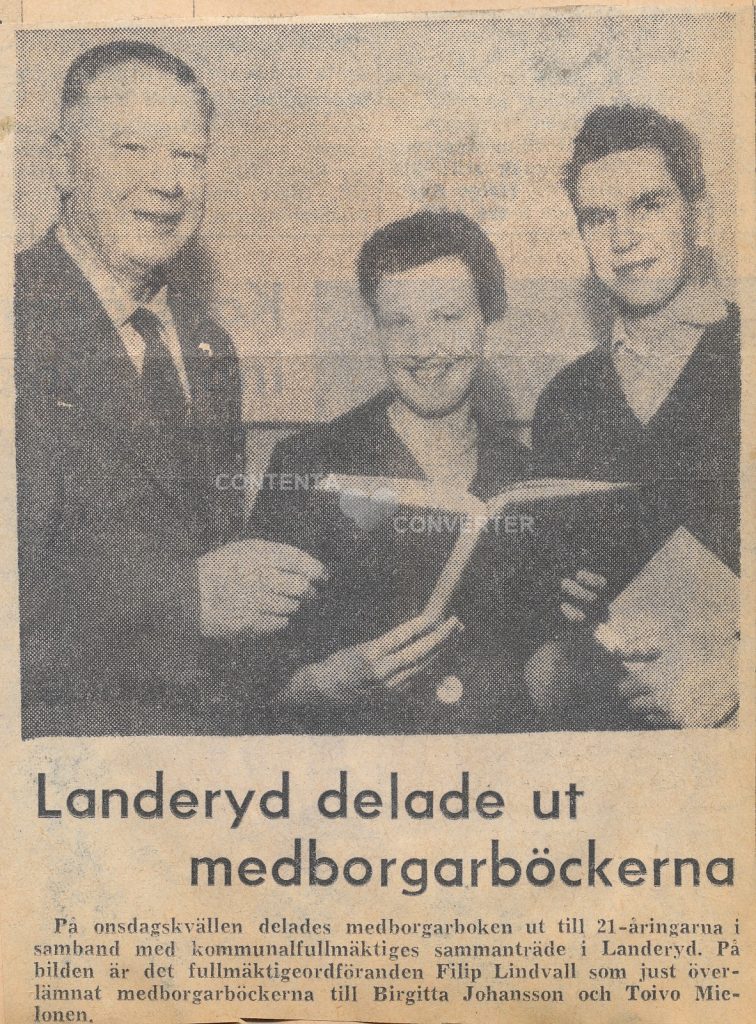 CONTENTA
CONVERTER
Landeryd delade ut
medborgarböckerna
På onsdagskvällen delades medborgarboken ut till 21-åringarna i
samband med kommunalfullmäktiges sammanträde i Landeryd. På
bilden är det fullmäktigeordföranden Filip Lindvall som just över-
lämnat medborgarböckerna till Birgitta Johansson och Toivo Mie-
lonen.